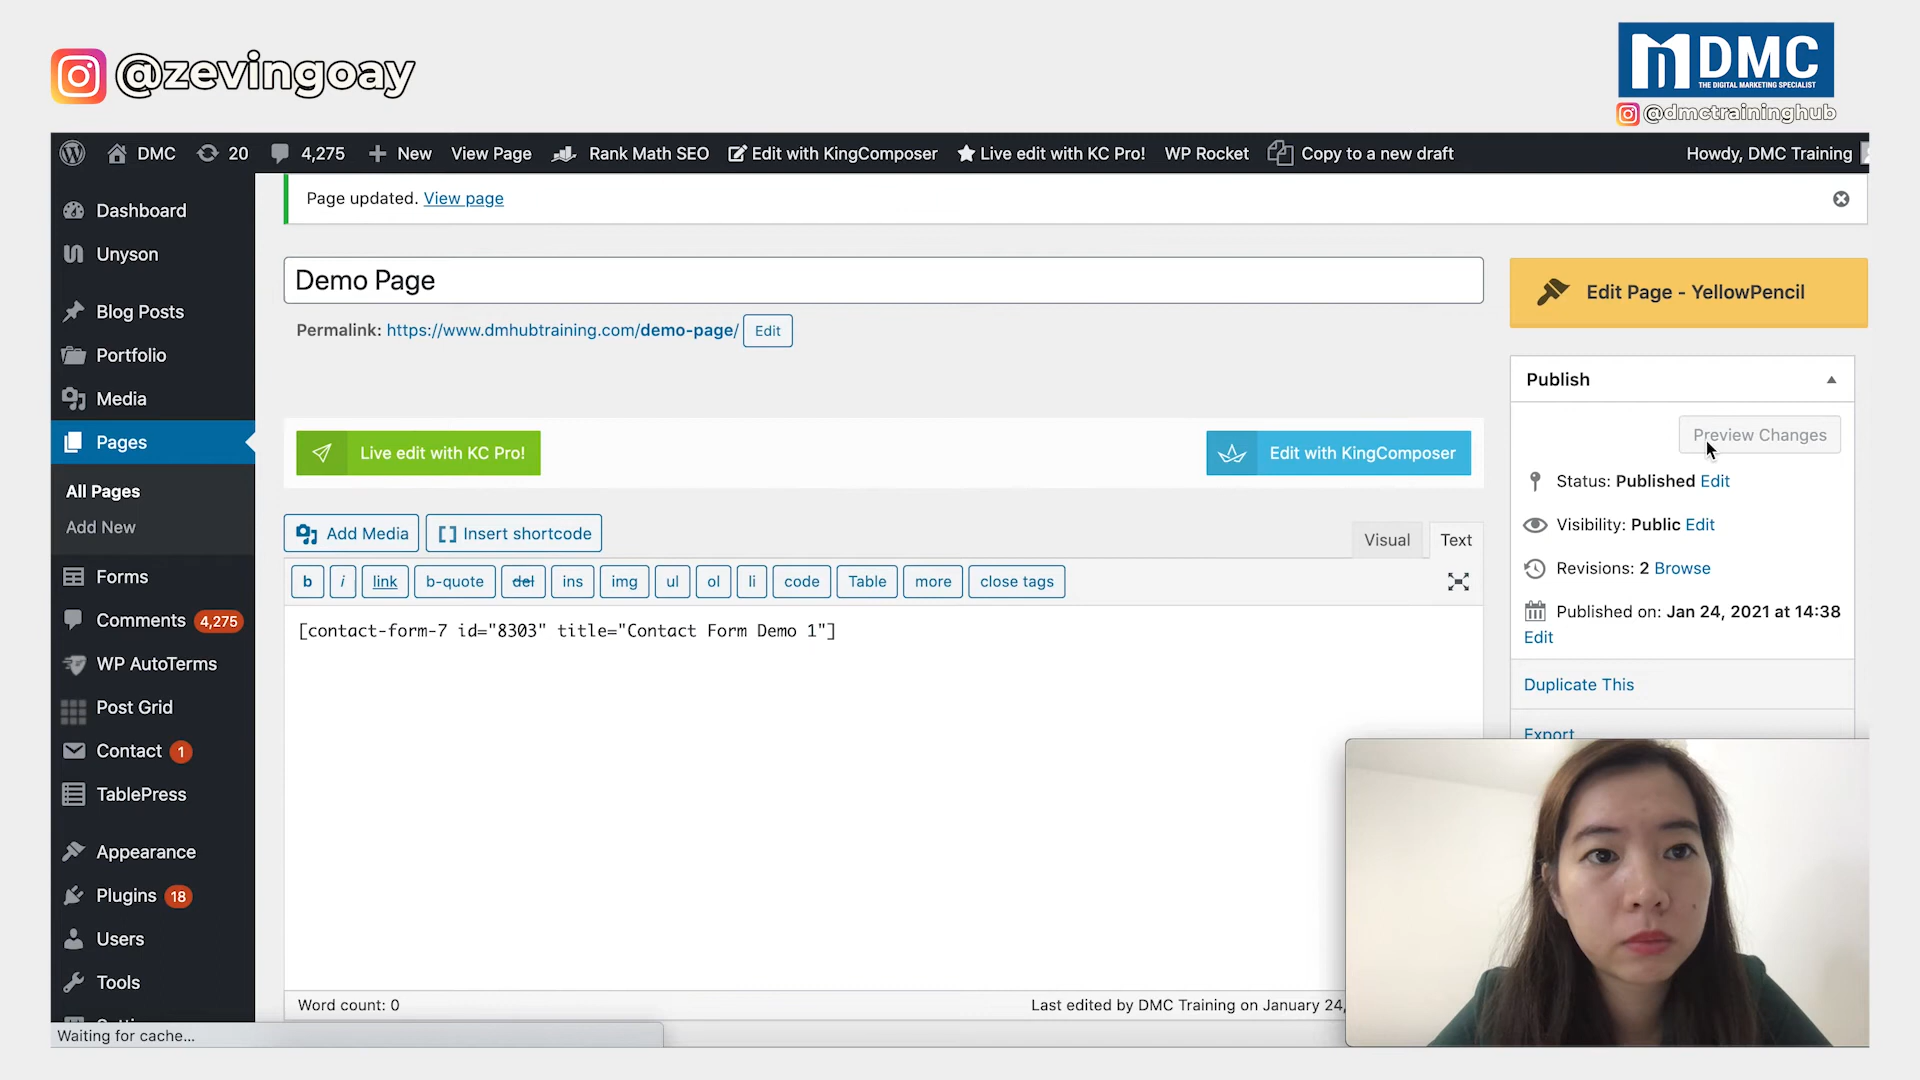 @zevingoay
DMC
THE DIGITAL MARKETING SPECIALIST
@dmctraininghub
DMC 20 4,275 New View Page Rank Math SEO Edit with KingComposer Live edit with KC Pro! WP Rocket Copy to a new draft Howdy, DMC Training
Dashboard
Unyson
Blog Posts
Portfolio
Media
Pages
All Pages
Add New
Forms
Comments 4,275
WP AutoTerms
Post Grid
Contact 1
TablePress
Appearance
Plugins 18
Users
Tools
Page updated. View page
Demo Page
Permalink: https://www.dmhubtraining.com/demo-page/ Edit
Live edit with KC Pro! Edit with KingComposer
Add Media [ ] Insert shortcode Visual Text
b i link b-quote del ins img ul ol li code Table more close tags
[contact-form-7 id="8303" title="Contact Form Demo 1"]
Word count: 0 Last edited by DMC Training on January 24,
Edit Page - YellowPencil
Publish
Preview Changes
Status: Published Edit
Visibility: Public Edit
Revisions: 2 Browse
Published on: Jan 24, 2021 at 14:38
Edit
Duplicate This
Export
Waiting for cache...